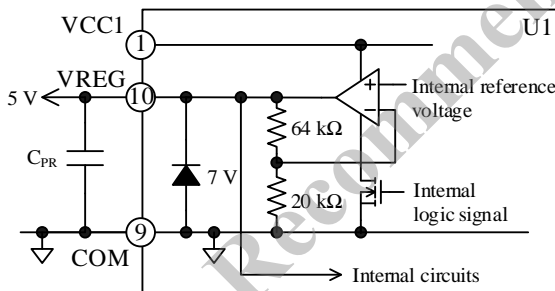 VCC1
U1
1
VREG
10
5 V
Internal reference
voltage
64 kΩ
CPR
7 V
20 kΩ
Internal
logic signal
9
COM
Internal circuits
+
−
Recommen